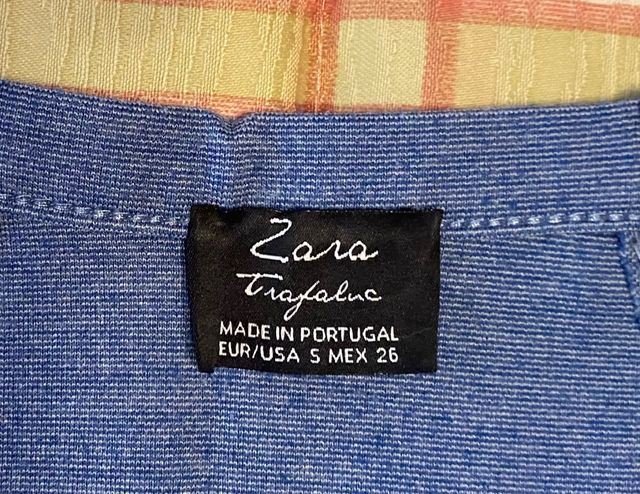 Zara
Trafaluc
MADE IN PORTUGAL
EUR/USA S MEX 26